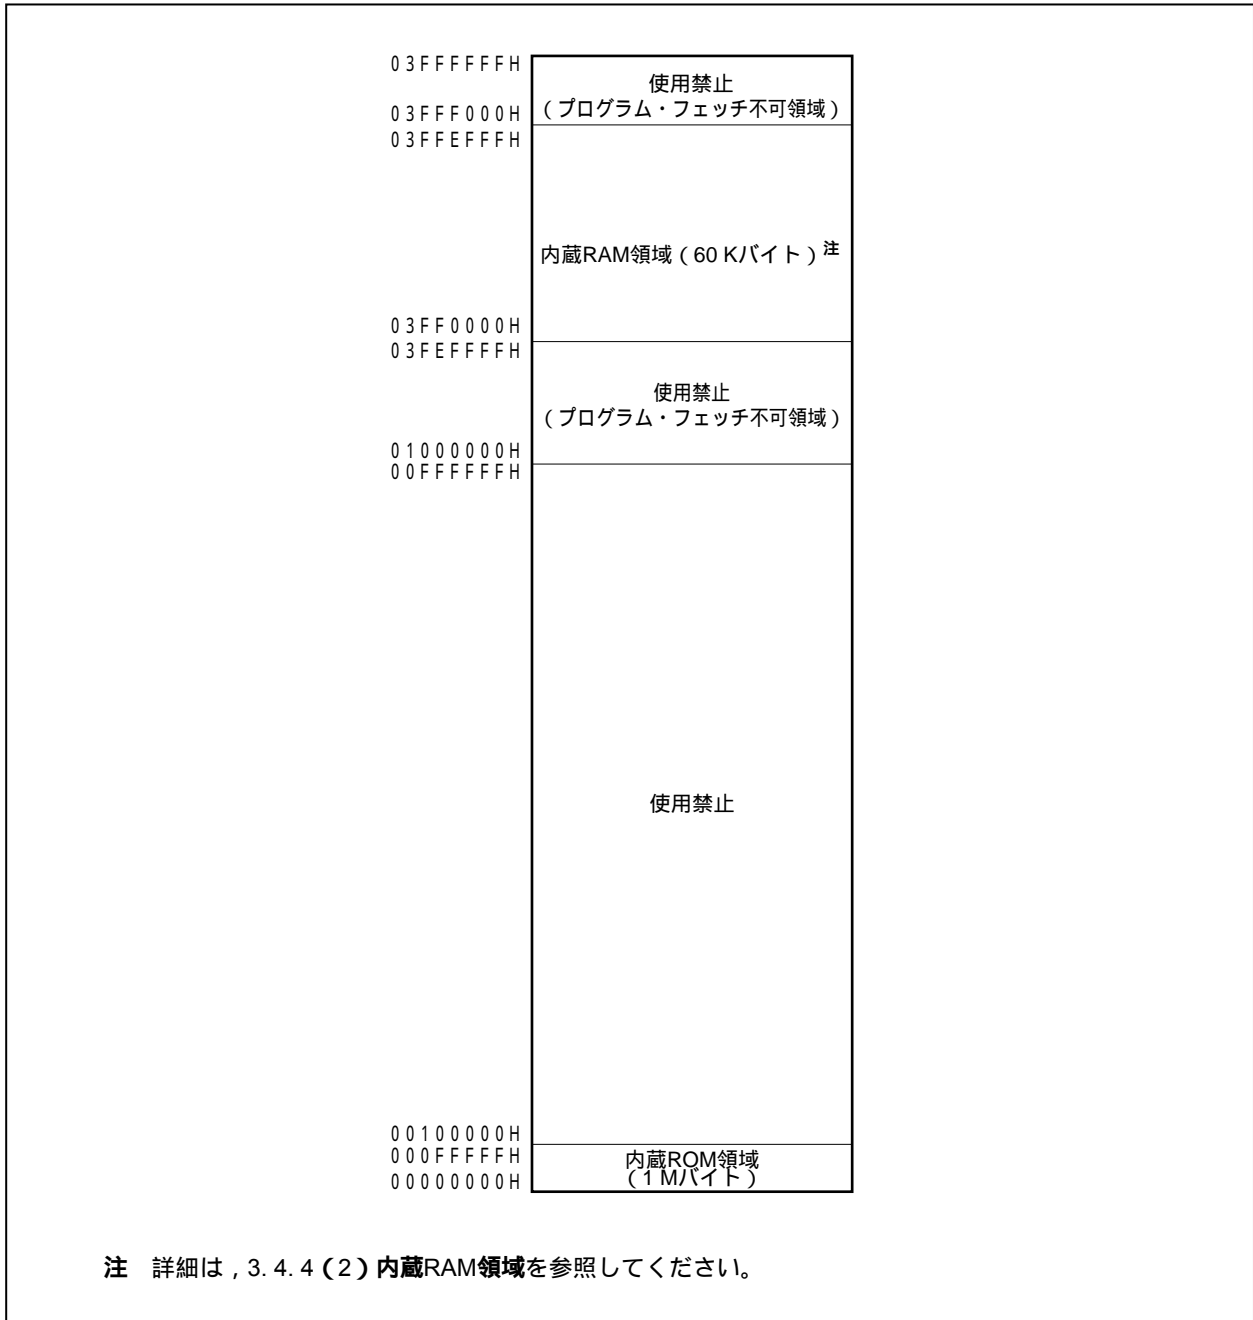 03FFFFFFH
使用禁止
（プログラム・フェッチ不可領域）
03FFF000H
03FFEFFFH
内蔵RAM領域（60 Kバイト）注
03FF0000H
03FEFFFFH
使用禁止
（プログラム・フェッチ不可領域）
01000000H
00FFFFFFH
使用禁止
00100000H
000FFFFFH
内蔵ROM領域
（1 Mバイト）
00000000H
注　詳細は，3. 4. 4（2）内蔵RAM領域を参照してください。